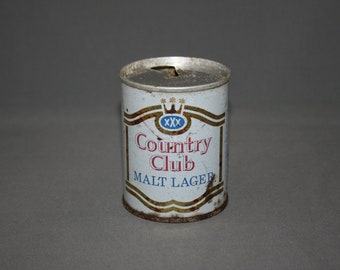 XXX
Country
Club
MALT LAGER